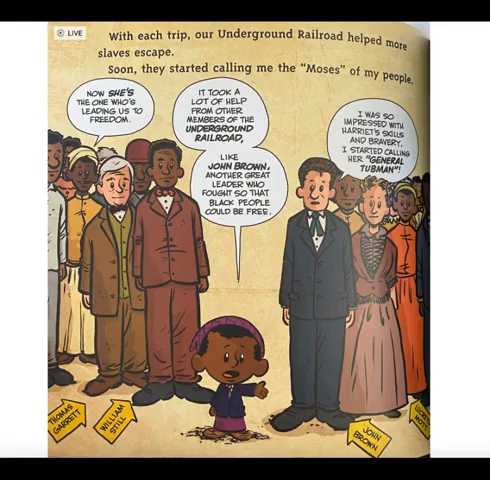 LIVE
With each trip, our Underground Railroad helped more
slaves escape.
Soon, they started calling me the “Moses” of my people.
NOW SHE'S
THE ONE WHO'S
LEADING US TO
FREEDOM.
IT TOOK A
LOT OF HELP
FROM OTHER
MEMBERS OF THE
UNDERGROUND
RAILROAD,
LIKE
JOHN BROWN,
ANOTHER GREAT
LEADER WHO
FOUGHT SO THAT
BLACK PEOPLE
COULD BE FREE.
I WAS SO
IMPRESSED WITH
HARRIET'S SKILLS
AND BRAVERY,
I STARTED CALLING
HER “GENERAL
TUBMAN”!
THOMAS
GARRETT
WILLIAM
STILL
JOHN
BROWN